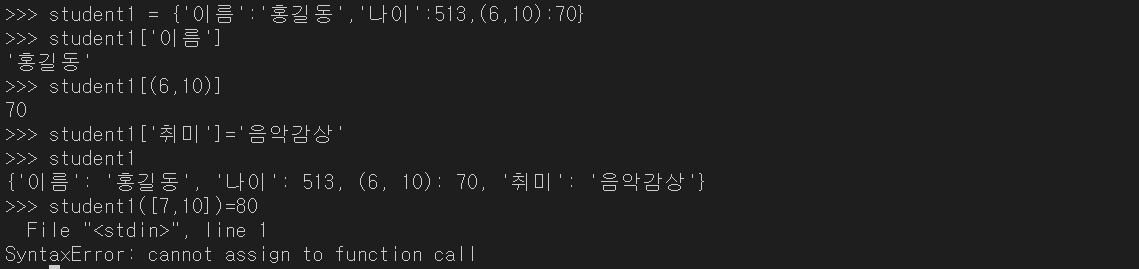 >>> student1 = {'이름':'홍길동','나이':513,(6,10):70}
>>> student1['이름']
'홍길동'
>>> student1[(6,10)]
70
>>> student1['취미']='음악감상'
>>> student1
{'이름': '홍길동', '나이': 513, (6, 10): 70, '취미': '음악감상'}
>>> student1([7,10])=80
  File "<stdin>", line 1
SyntaxError: cannot assign to function call